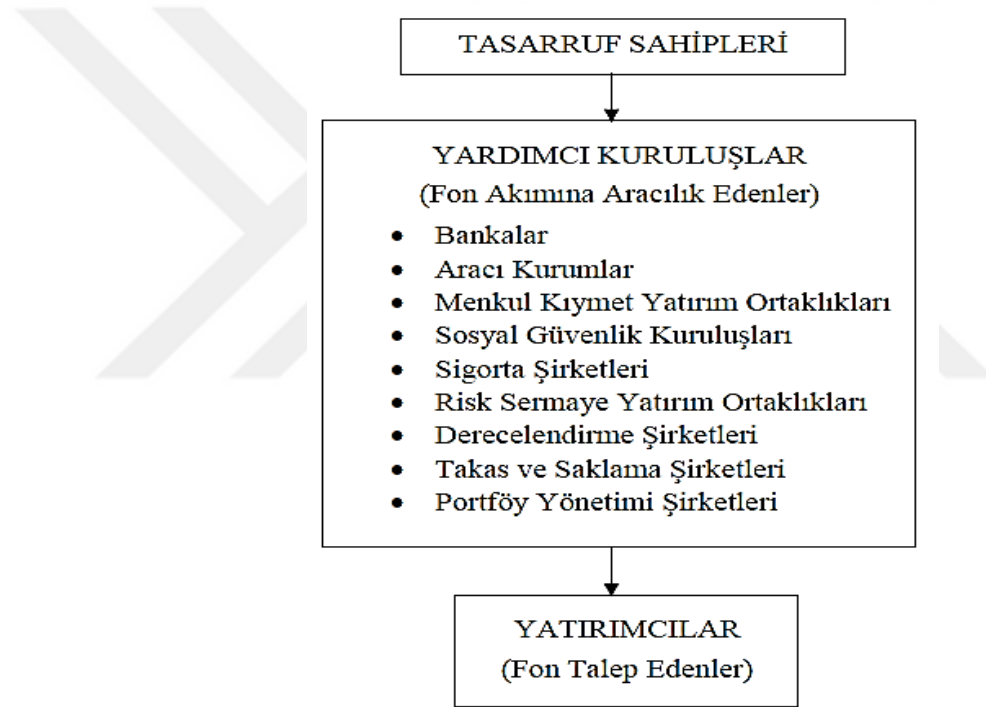 TASARRUF SAHİPLERİ
YARDIMCI KURULUŞLAR
(Fon Akımına Aracılık Edenler)
• Bankalar
• Aracı Kurumlar
• Menkul Kıymet Yatırım Ortaklıkları
• Sosyal Güvenlik Kuruluşları
• Sigorta Şirketleri
• Risk Sermaye Yatırım Ortaklıkları
• Derecelendirme Şirketleri
• Takas ve Saklama Şirketleri
• Portföy Yönetimi Şirketleri
YATIRIMCILAR
(Fon Talep Edenler)